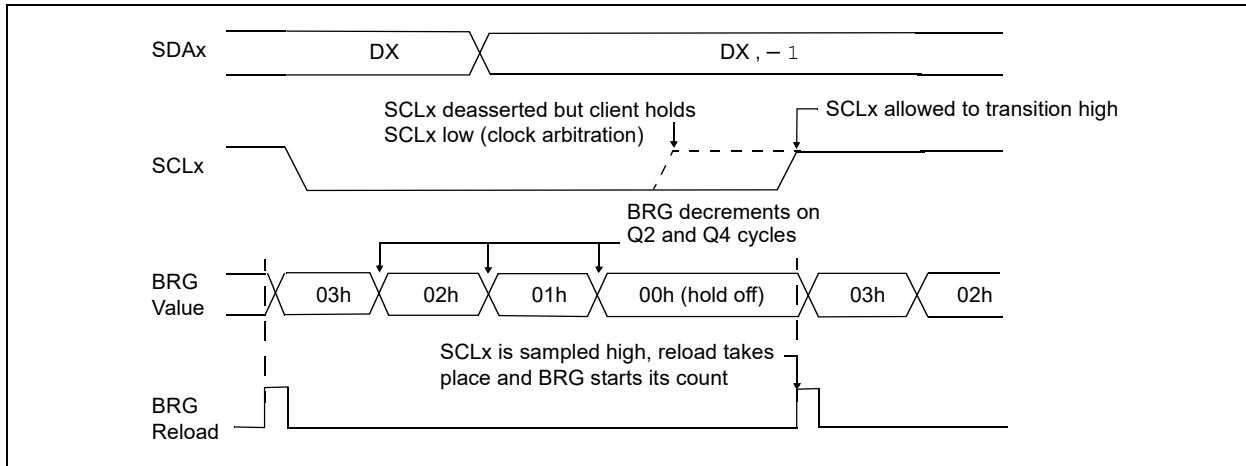 SDAx
DX
DX , – 1
SCLx deasserted but client holds
SCLx low (clock arbitration)
SCLx allowed to transition high
SCLx
BRG decrements on
Q2 and Q4 cycles
BRG
Value
03h
02h
01h
00h (hold off)
03h
02h
SCLx is sampled high, reload takes
place and BRG starts its count
BRG
Reload